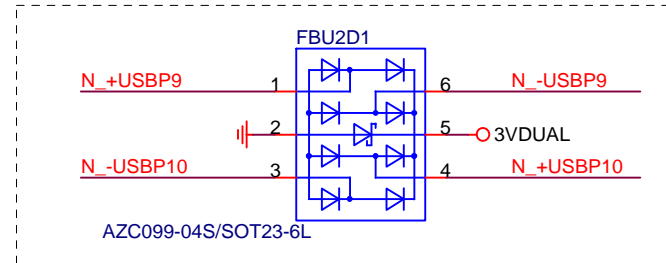 FBU2D1
N_+USBP9 1 6 N_-USBP9
2 5 3VDUAL
N_-USBP10 3 4 N_+USBP10
AZC099-04S/SOT23-6L